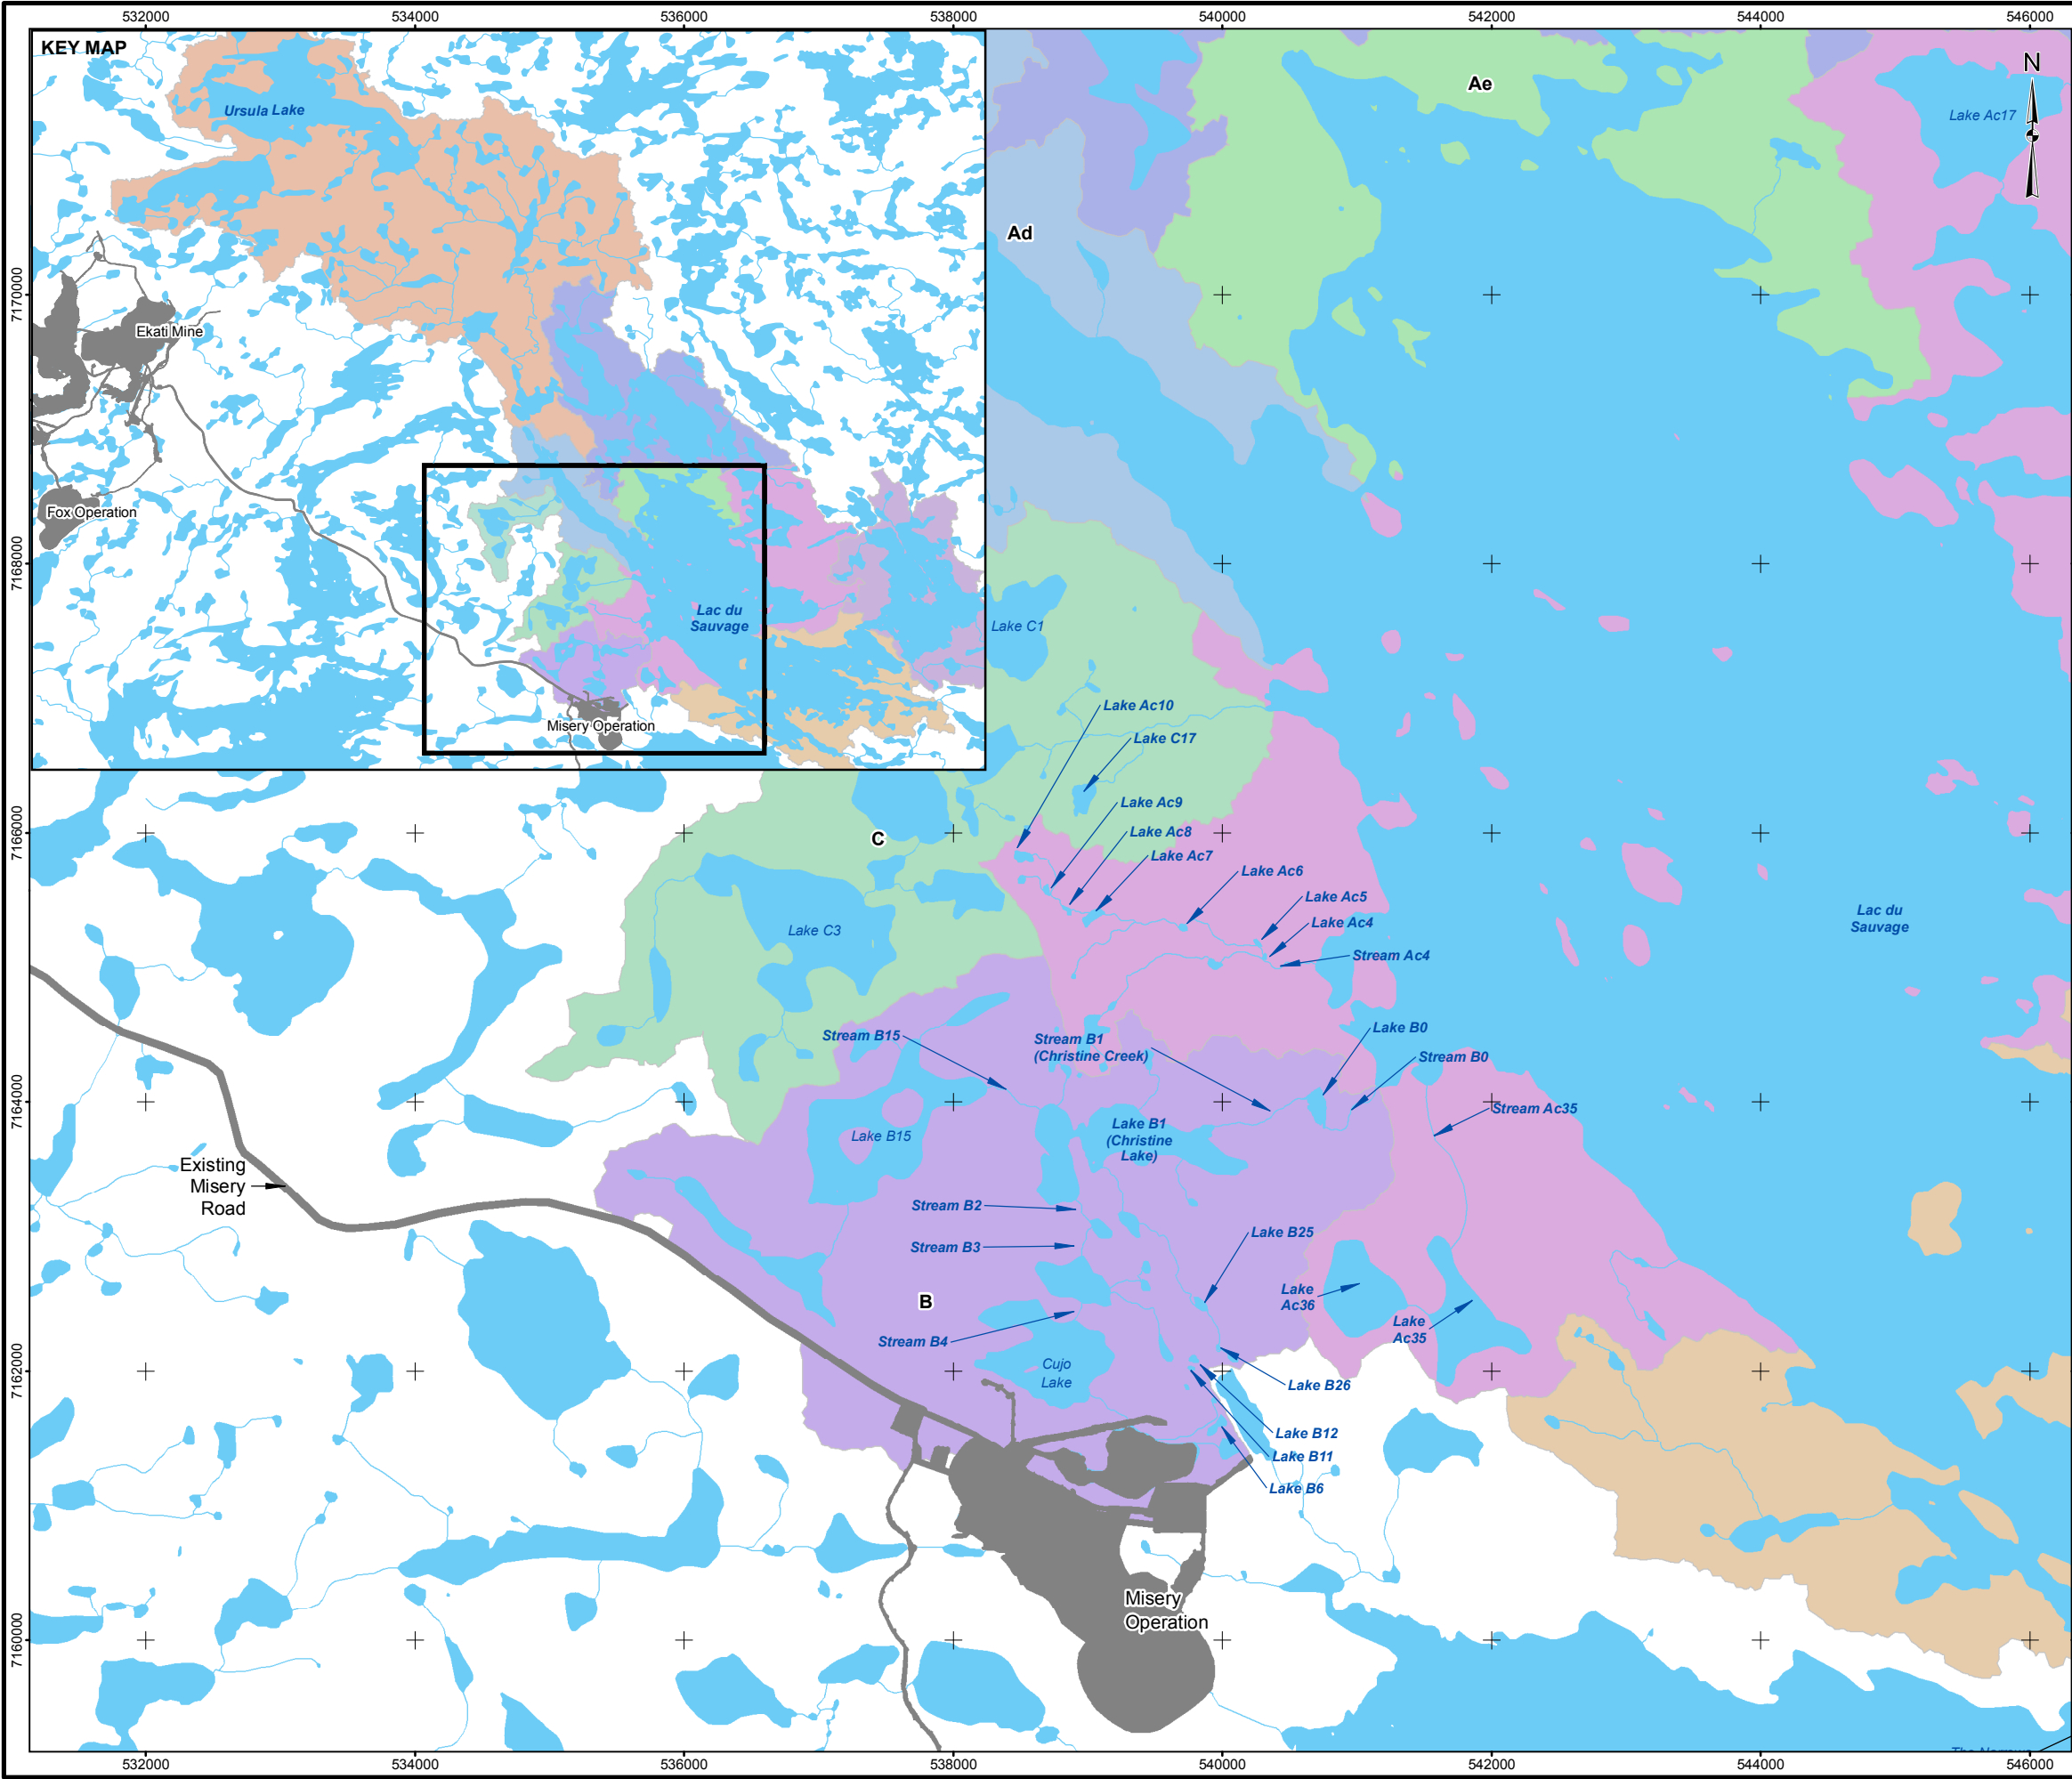 532000
534000
536000
538000
540000
542000
544000
546000
KEY MAP
Ursula Lake
Ekati Mine
Fox Operation
Lac du
Sauvage
Misery Operation
N
Ae
Lake Ac17
Ad
7170000
7168000
7166000
7164000
7162000
7160000
Lake C1
Lake Ac10
Lake C17
Lake Ac9
Lake Ac8
Lake Ac7
Lake Ac6
Lake Ac5
Lake Ac4
Stream Ac4
C
Lake C3
Lac du
Sauvage
Stream B15
Stream B1
(Christine Creek)
Lake B0
Stream B0
Stream Ac35
Lake B15
Lake B1
(Christine
Lake)
Existing
Misery
Road
Stream B2
Stream B3
Lake B25
B
Lake
Ac36
Lake
Ac35
Stream B4
Cujo
Lake
Lake B26
Lake B12
Lake B11
Lake B6
Misery
Operation
532000
534000
536000
538000
540000
542000
544000
546000